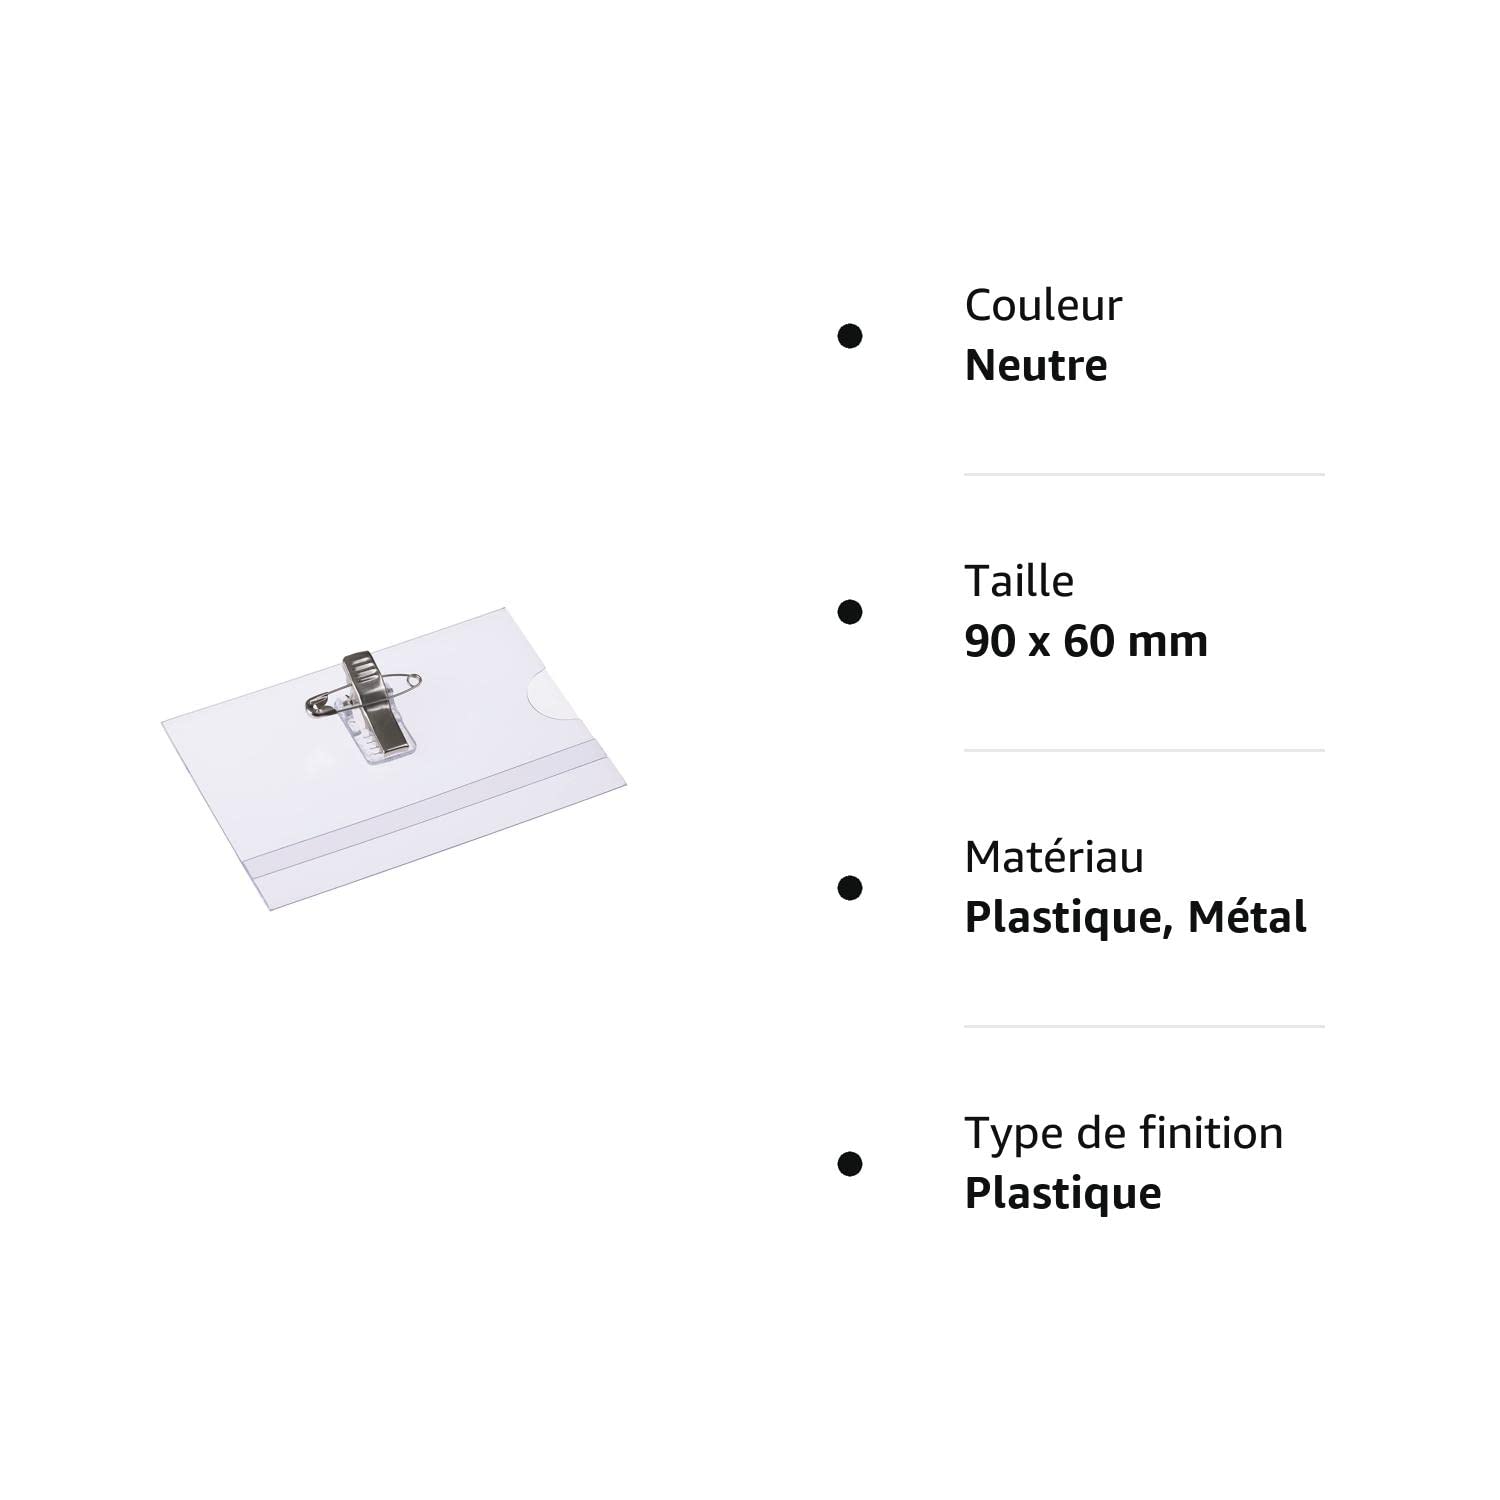 Couleur
Neutre
Taille
90 x 60 mm
Matériau
Plastique, Métal
Type de finition
Plastique